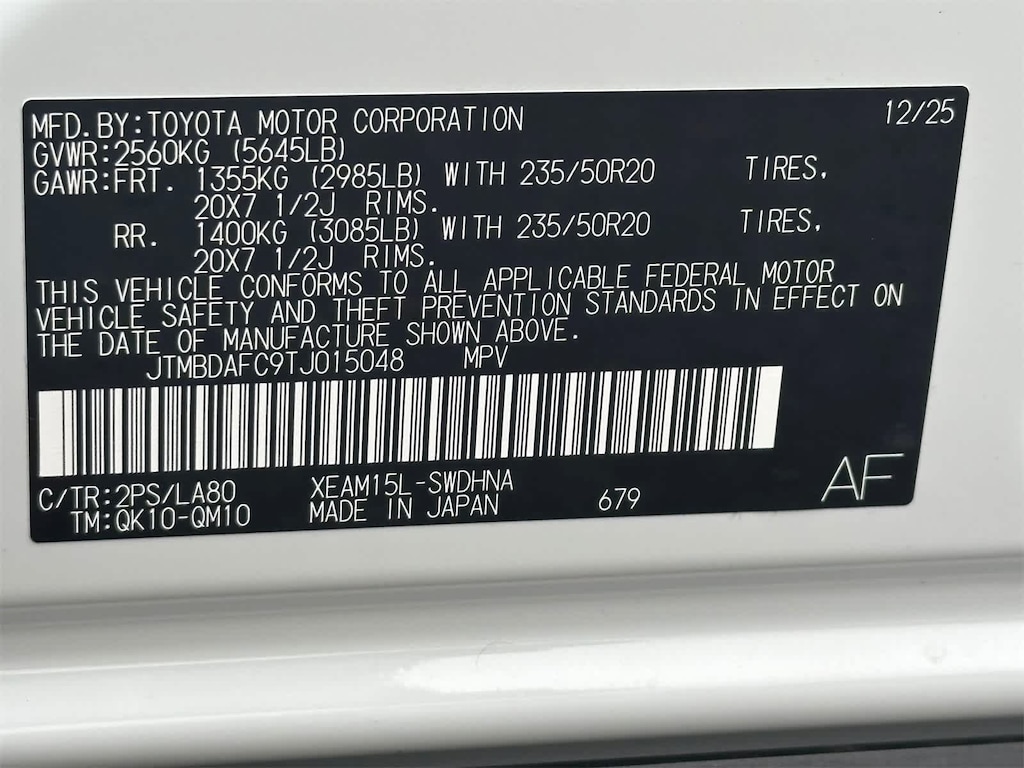 MFD.BY:TOYOTA MOTOR CORPORATION 12/25
GVWR:2560KG (5645LB)
GAWR:FRT. 1355KG (2985LB) WITH 235/50R20 TIRES,
20X7 1/2J RIMS.
RR. 1400KG (3085LB) WITH 235/50R20 TIRES,
20X7 1/2J RIMS.
THIS VEHICLE CONFORMS TO ALL APPLICABLE FEDERAL MOTOR
VEHICLE SAFETY AND THEFT PREVENTION STANDARDS IN EFFECT ON
THE DATE OF MANUFACTURE SHOWN ABOVE.
JTMBDAFC9TJ015048 MPV
C/TR:2PS/LA80 XEAM15L-SWDHNA
TM:QK10-QM10 MADE IN JAPAN 679 AF